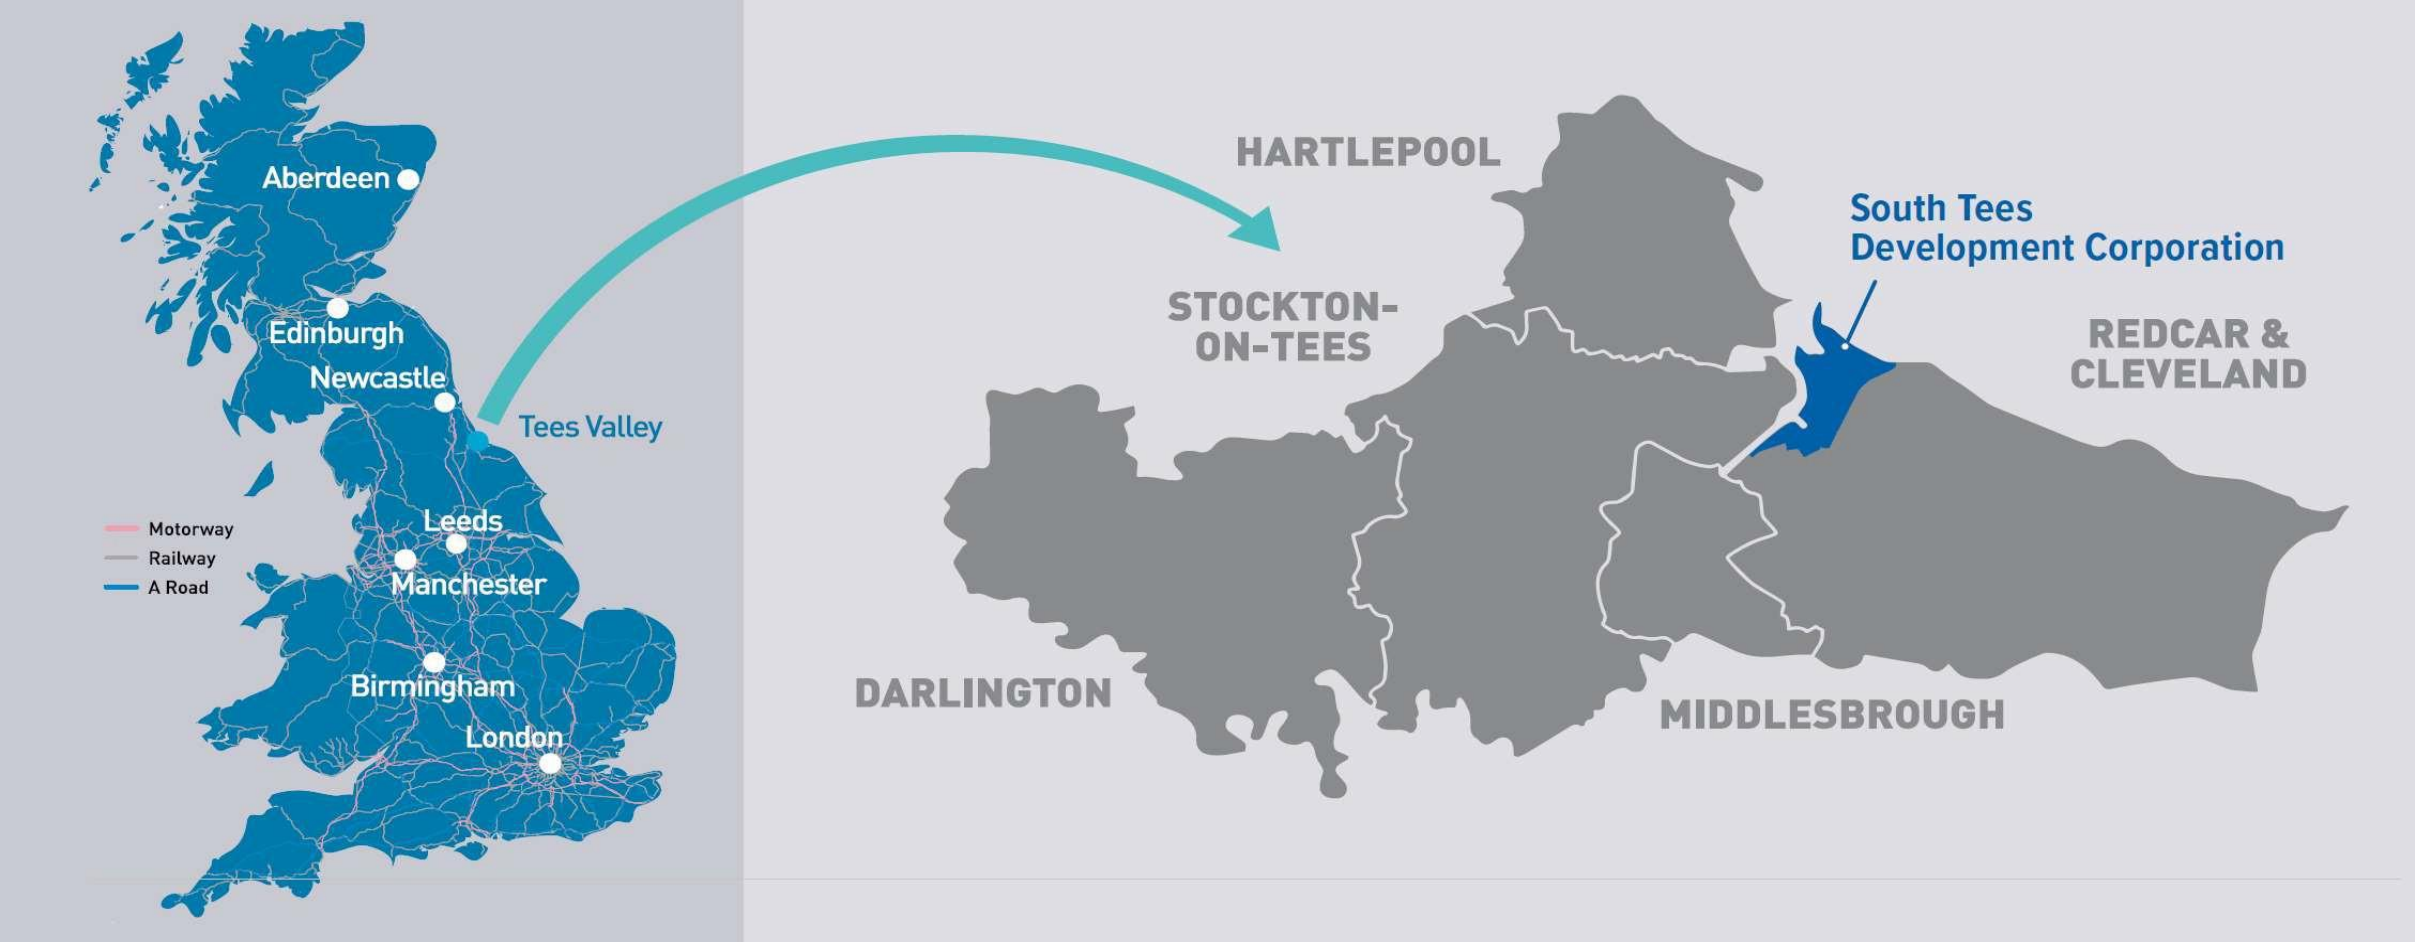 Aberdeen
Edinburgh
Newcastle
Tees Valley
Leeds
Manchester
Birmingham
London
Motorway
Railway
A Road
HARTLEPOOL
STOCKTON-
ON-TEES
DARLINGTON
MIDDLESBROUGH
South Tees
Development Corporation
REDCAR &
CLEVELAND